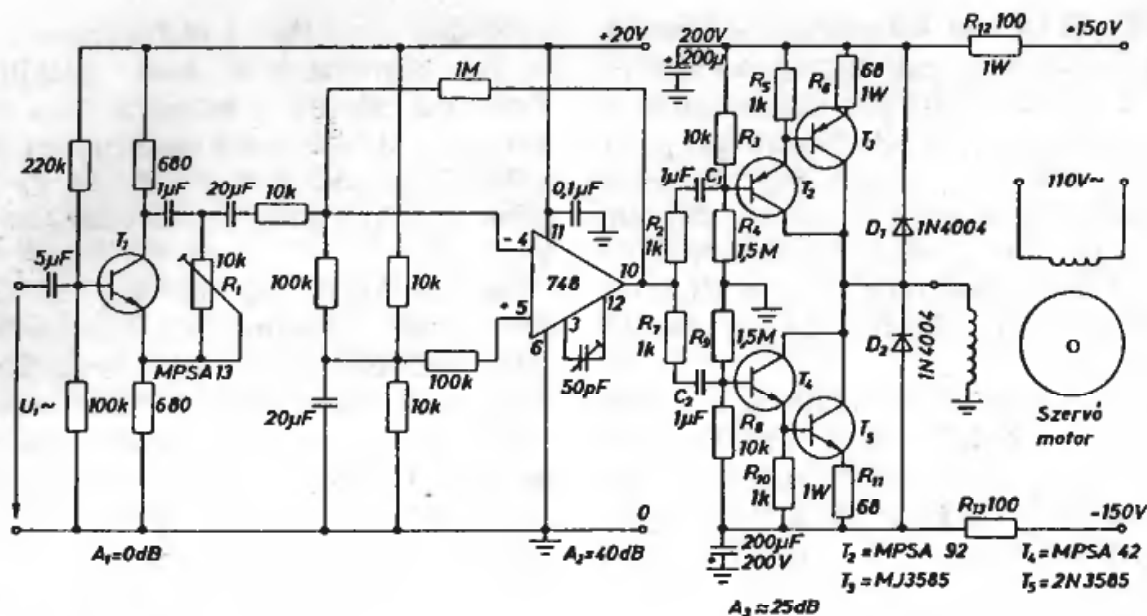 +20V
200V
200µ
R12 100
1W
+150V
1M
R5
1k
R6
68
1W
T3
220k
680
10k
R3
1µF
20µF
10k
1µF
C1
0,1µF
T2
110V~
5µF
T1
10k
R1
100k
10k
-4
+5
11
748
10
12
3
6
R2
1k
R4
1,5M
D1
1N4004
R7
1k
R9
1,5M
D2
1N4004
MPSA13
100k
50pF
C2
1µF
T4
U1~
100k
680
20µF
10k
R8
10k
T5
Szervó
motor
R10
1k
1W
R11
68
R13 100
-150V
0
A1=0dB
A2=40dB
200µF
200V
T2=MPSA 92
T4=MPSA 42
T3=MJ3585
T5=2N3585
A3≈25dB